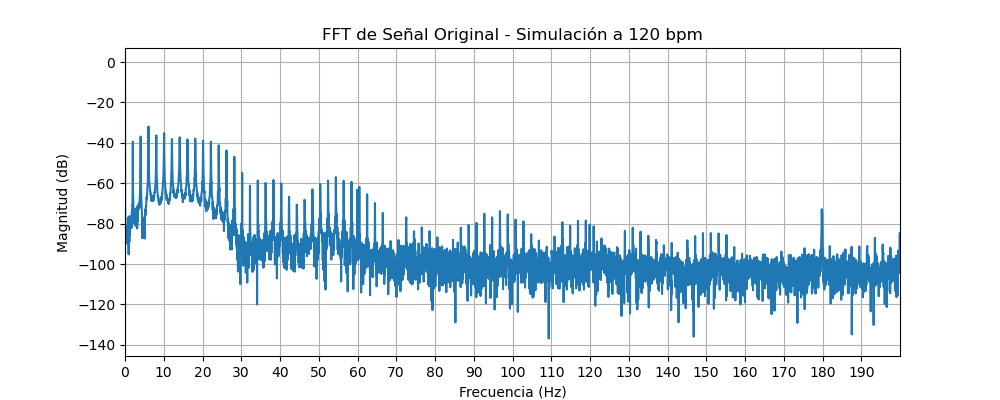 FFT de Señal Original - Simulación a 120 bpm
0
−20
−40
−60
−80
−100
−120
−140
Magnitud (dB)
0 10 20 30 40 50 60 70 80 90 100 110 120 130 140 150 160 170 180 190
Frecuencia (Hz)